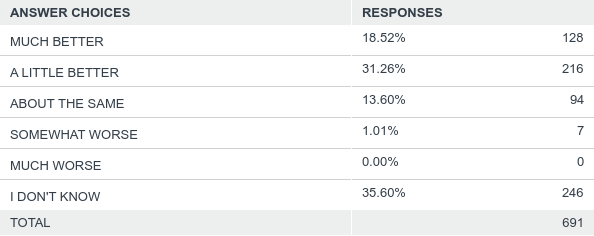 ANSWER CHOICES RESPONSES
MUCH BETTER 18.52% 128
A LITTLE BETTER 31.26% 216
ABOUT THE SAME 13.60% 94
SOMEWHAT WORSE 1.01% 7
MUCH WORSE 0.00% 0
I DON'T KNOW 35.60% 246
TOTAL 691